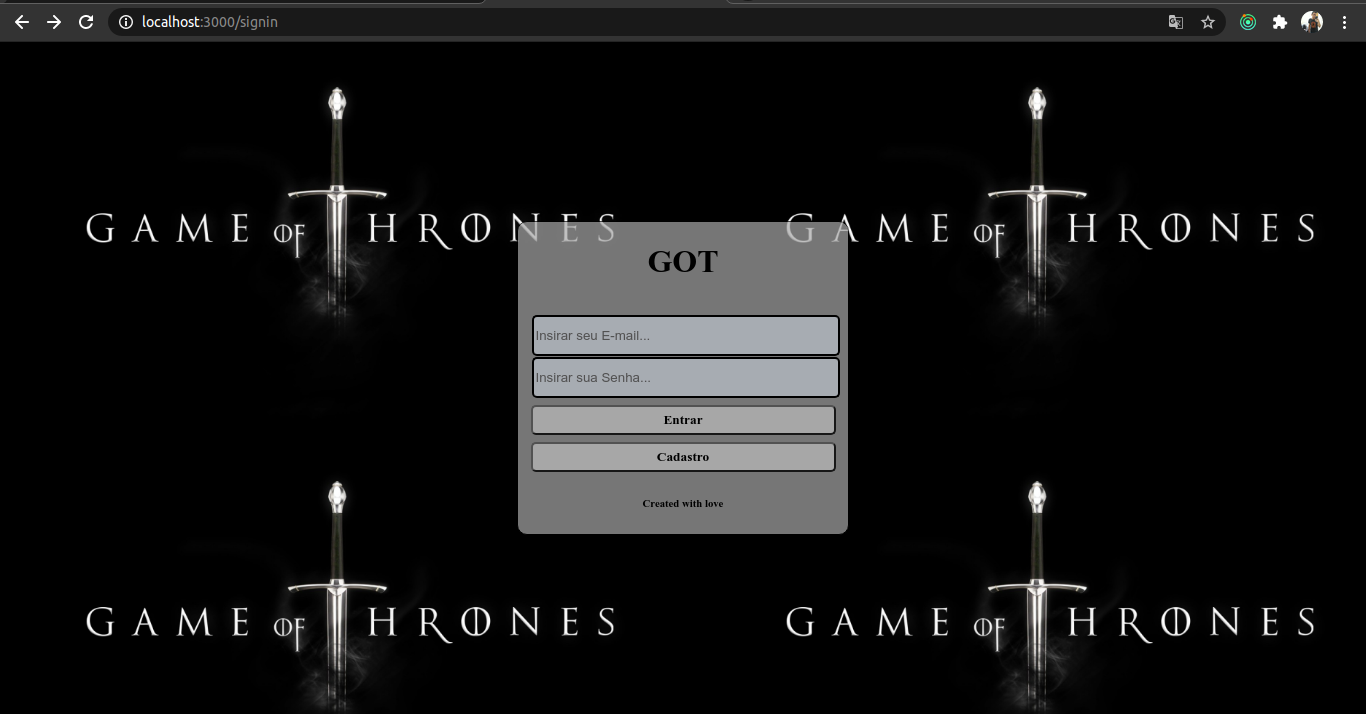 localhost:3000/signin
GAME OF THRONES
GAME OF THRONES
GOT
Insirar seu E-mail...
Insirar sua Senha...
Entrar
Cadastro
Created with love
GAME OF THRONES
GAME OF THRONES